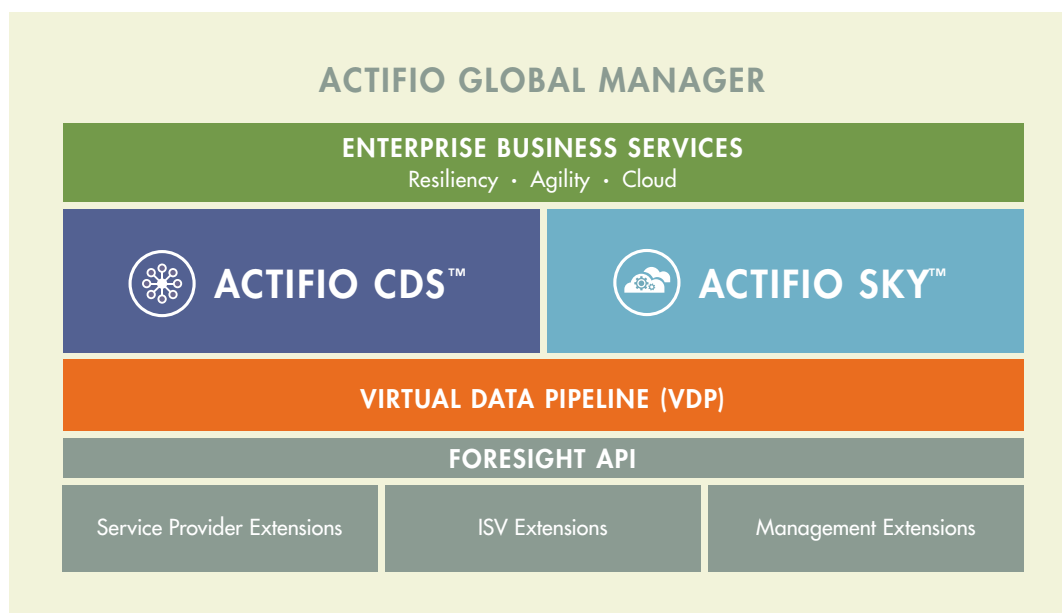 ACTIFIO GLOBAL MANAGER
ENTERPRISE BUSINESS SERVICES
Resiliency · Agility · Cloud
ACTIFIO CDS™
ACTIFIO SKY™
VIRTUAL DATA PIPELINE (VDP)
FORESIGHT API
Service Provider Extensions
ISV Extensions
Management Extensions